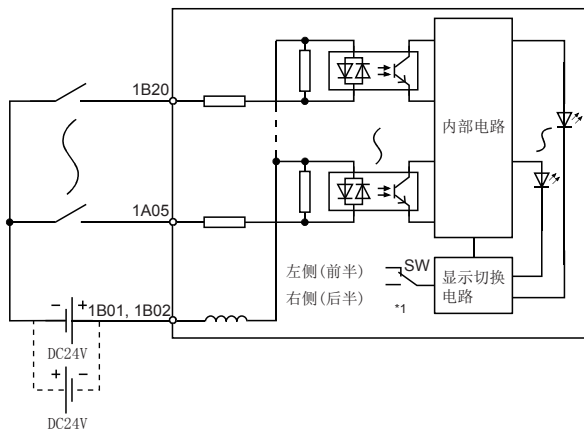 1B20
内部电路
1A05
左侧(前半)
SW
右侧(后半)
*1
显示切换
电路
− +
1B01, 1B02
DC24V
+ −
DC24V